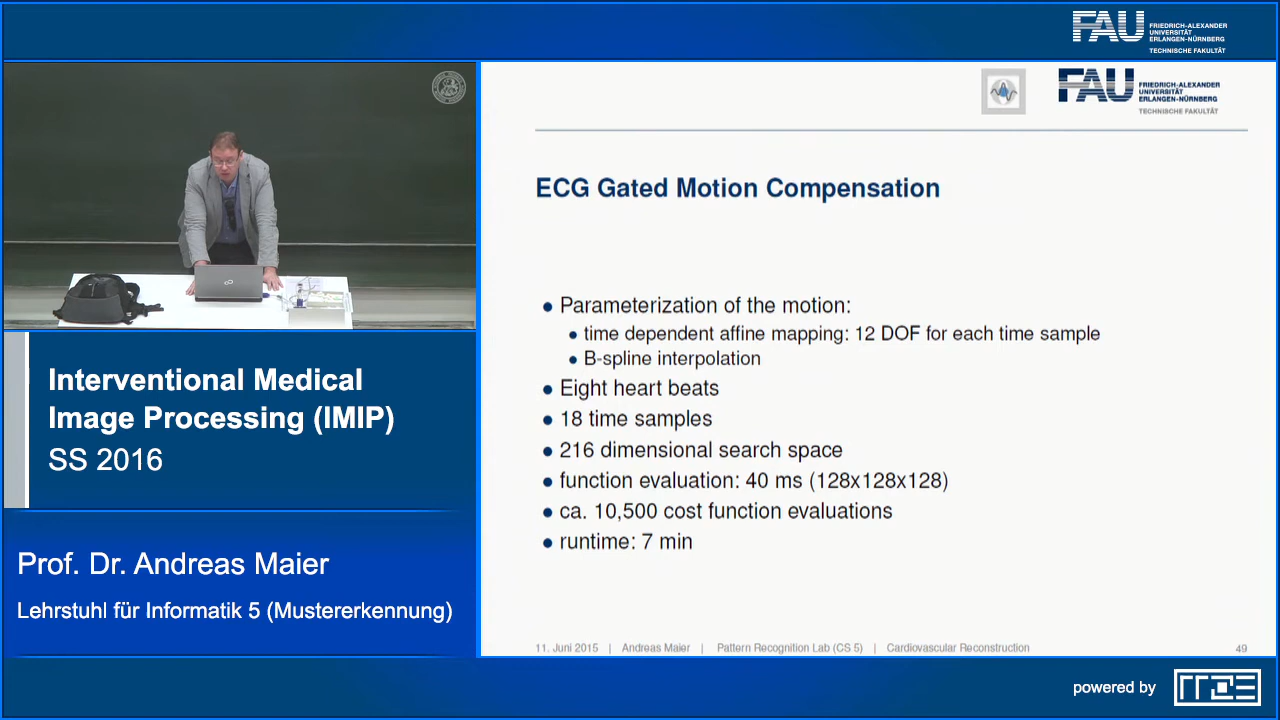 FAU
FRIEDRICH-ALEXANDER
UNIVERSITÄT
ERLANGEN-NÜRNBERG
TECHNISCHE FAKULTÄT
FAU
FRIEDRICH-ALEXANDER
UNIVERSITÄT
ERLANGEN-NÜRNBERG
TECHNISCHE FAKULTÄT
ECG Gated Motion Compensation
Parameterization of the motion:
time dependent affine mapping: 12 DOF for each time sample
B-spline interpolation
Eight heart beats
18 time samples
216 dimensional search space
function evaluation: 40 ms (128x128x128)
ca. 10,500 cost function evaluations
runtime: 7 min
11. Juni 2015 | Andreas Maier | Pattern Recognition Lab (CS 5) | Cardiovascular Reconstruction 49
Interventional Medical
Image Processing (IMIP)
SS 2016
Prof. Dr. Andreas Maier
Lehrstuhl für Informatik 5 (Mustererkennung)
powered by